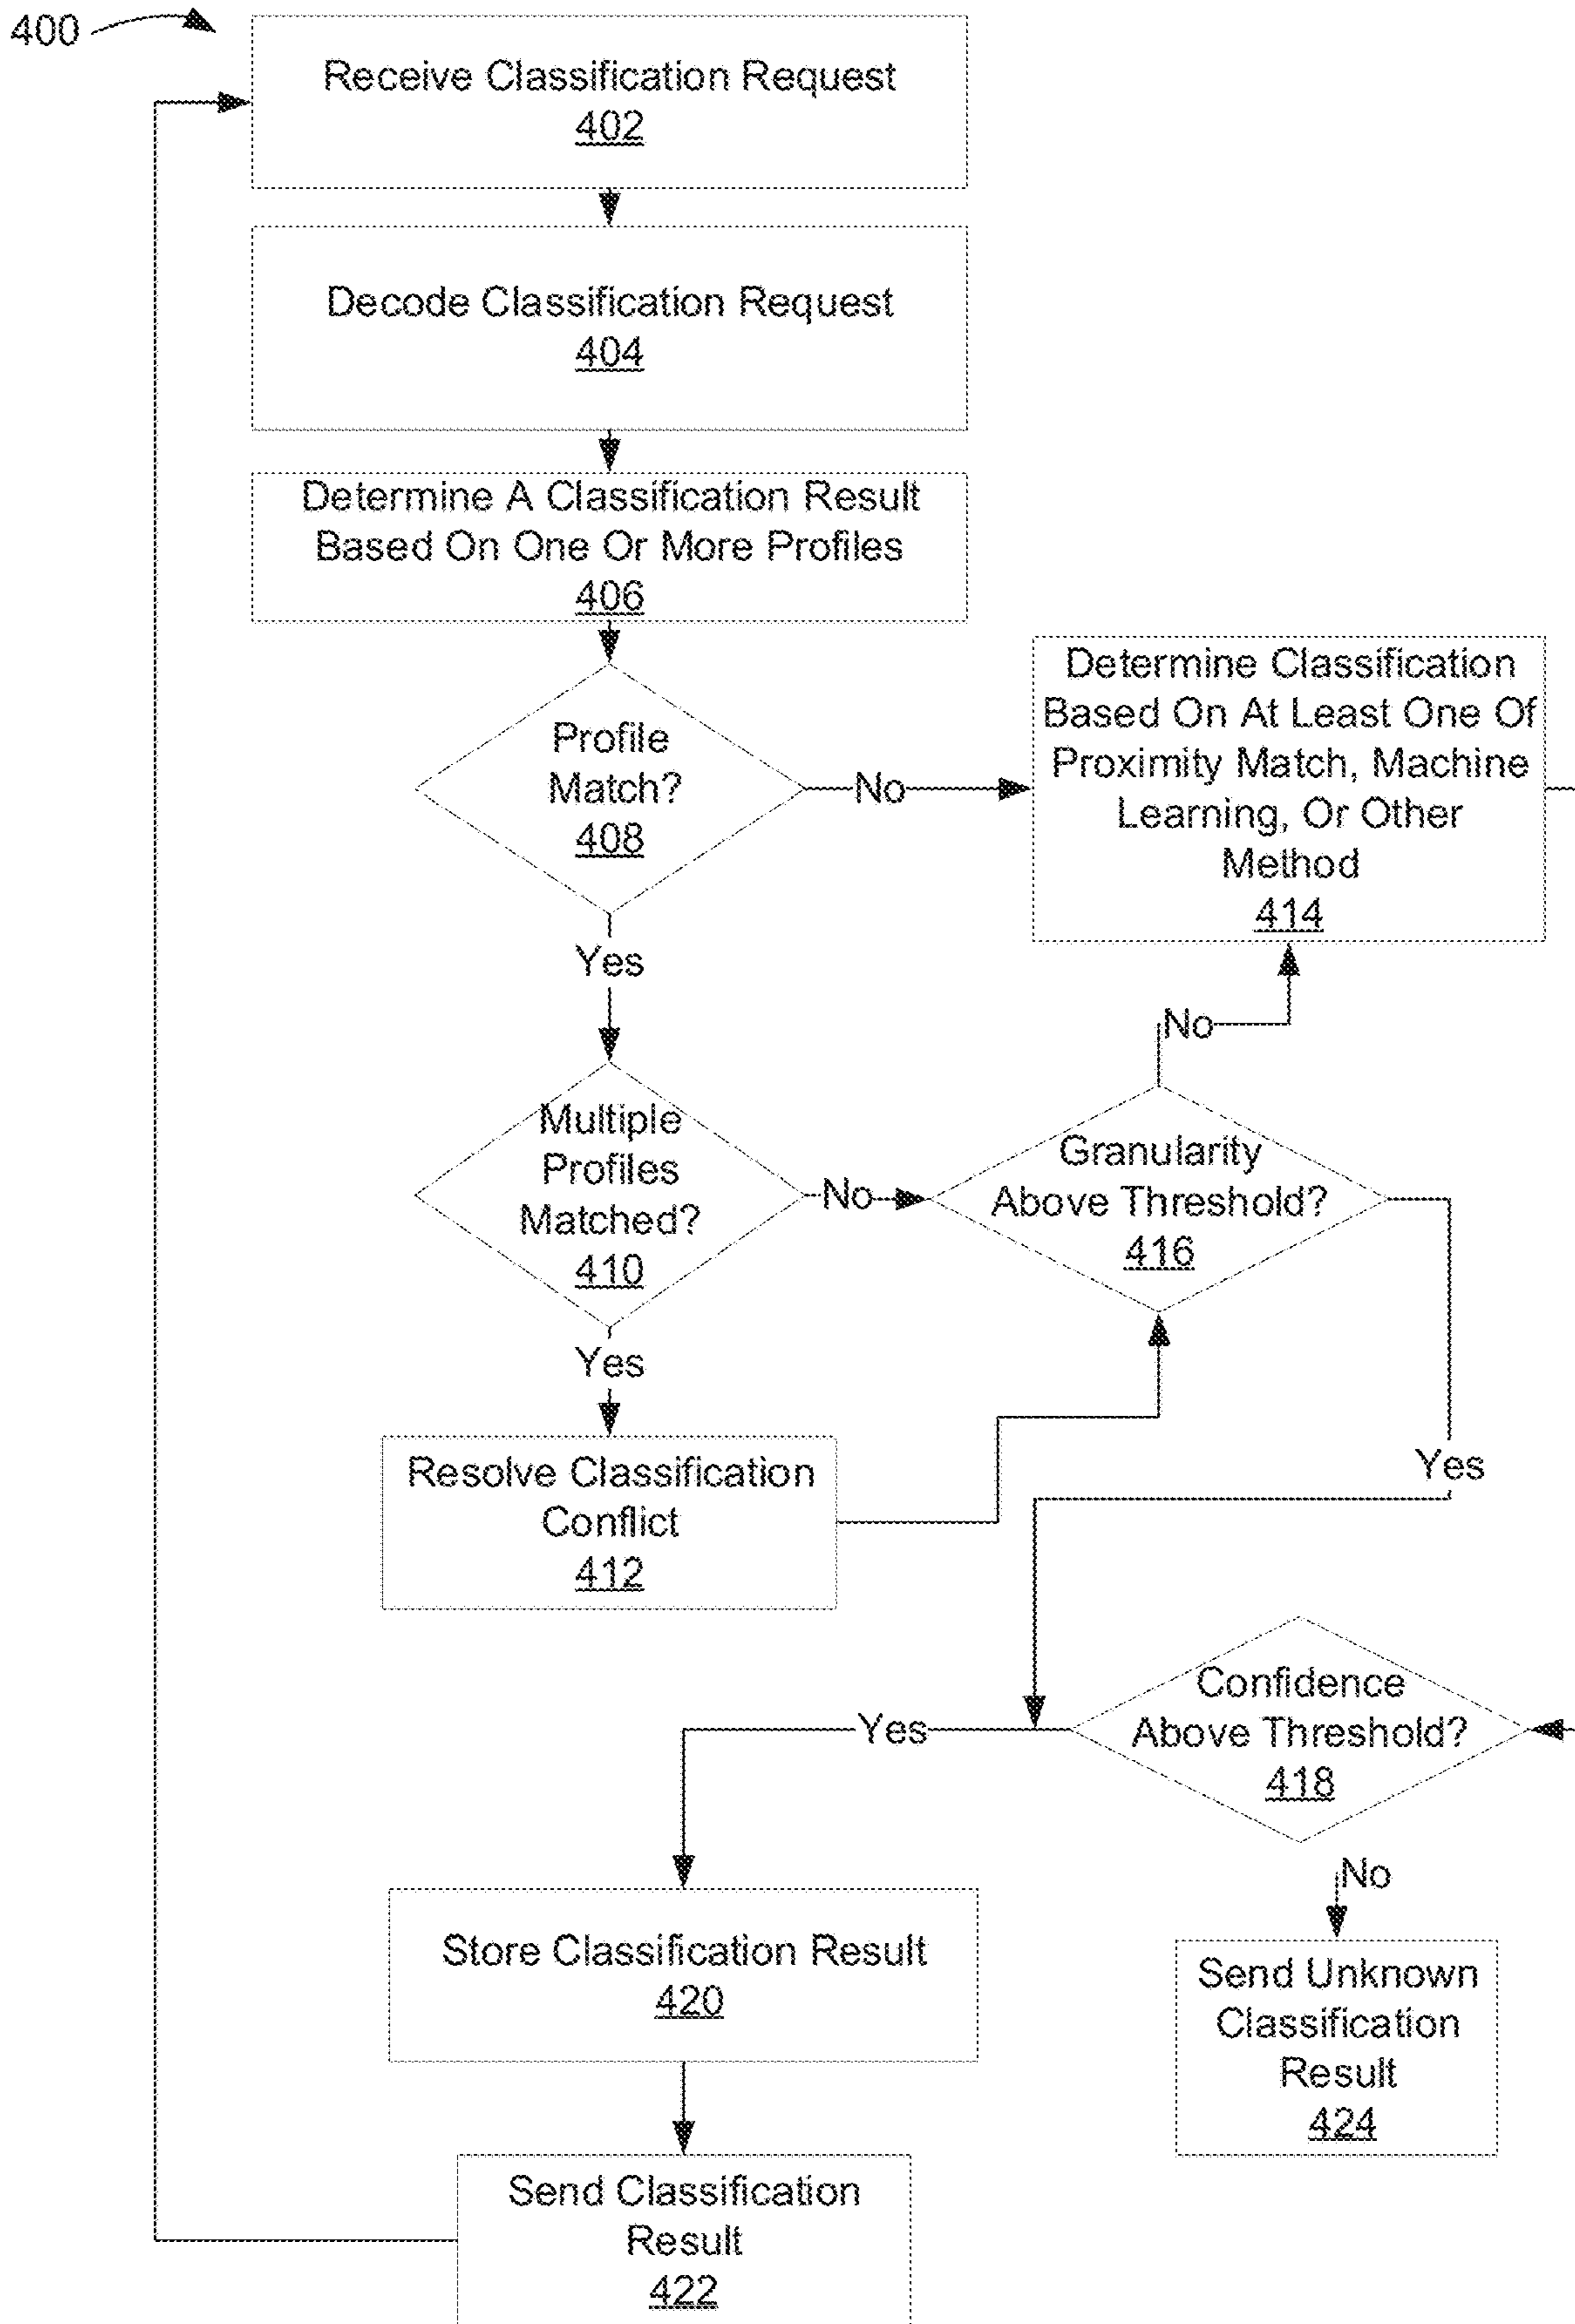 400
Receive Classification Request
402
Decode Classification Request
404
Determine A Classification Result
Based On One Or More Profiles
406
Profile
Match?
408
No
Determine Classification
Based On At Least One Of
Proximity Match, Machine
Learning, Or Other
Method
414
Yes
No
Multiple
Profiles
Matched?
410
No
Granularity
Above Threshold?
416
Yes
Yes
Resolve Classification
Conflict
412
Confidence
Above Threshold?
418
Yes
No
Store Classification Result
420
Send Unknown
Classification
Result
424
Send Classification
Result
422